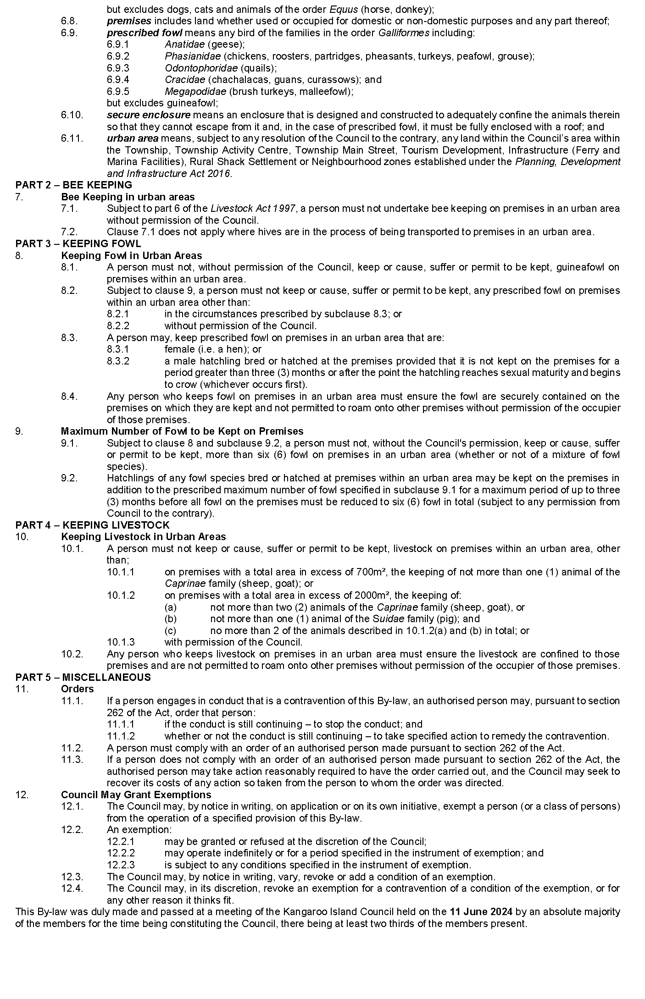 but excludes dogs, cats and animals of the order Equus (horse, donkey);
6.8. premises includes land whether used or occupied for domestic or non-domestic purposes and any part thereof;
6.9. prescribed fowl means any bird of the families in the order Galliformes including:
6.9.1 Anatidae (geese);
6.9.2 Phasianidae (chickens, roosters, partridges, pheasants, turkeys, peafowl, grouse);
6.9.3 Odontophoridae (quails);
6.9.4 Cracidae (chachalacas, guans, curassows); and
6.9.5 Megapodidae (brush turkeys, malleefowl);
but excludes guineafowl;
6.10. secure enclosure means an enclosure that is designed and constructed to adequately confine the animals therein
so that they cannot escape from it and, in the case of prescribed fowl, it must be fully enclosed with a roof; and
6.11. urban area means, subject to any resolution of the Council to the contrary, any land within the Council's area within
the Township, Township Activity Centre, Township Main Street, Tourism Development, Infrastructure (Ferry and
Marina Facilities), Rural Shack Settlement or Neighbourhood zones established under the Planning, Development
and Infrastructure Act 2016.
PART 2 – BEE KEEPING
7. Bee Keeping in urban areas
7.1. Subject to part 6 of the Livestock Act 1997, a person must not undertake bee keeping on premises in an urban area
without permission of the Council.
7.2. Clause 7.1 does not apply where hives are in the process of being transported to premises in an urban area.
PART 3 – KEEPING FOWL
8. Keeping Fowl in Urban Areas
8.1. A person must not, without permission of the Council, keep or cause, suffer or permit to be kept, guineafowl on
premises within an urban area.
8.2. Subject to clause 9, a person must not keep or cause, suffer or permit to be kept, any prescribed fowl on premises
within an urban area other than:
8.2.1 in the circumstances prescribed by subclause 8.3; or
8.2.2 without permission of the Council.
8.3. A person may, keep prescribed fowl on premises in an urban area that are:
8.3.1 female (i.e. a hen); or
8.3.2 a male hatchling bred or hatched at the premises provided that it is not kept on the premises for a
period greater than three (3) months or after the point the hatchling reaches sexual maturity and begins
to crow (whichever occurs first).
8.4. Any person who keeps fowl on premises in an urban area must ensure the fowl are securely contained on the
premises on which they are kept and not permitted to roam onto other premises without permission of the occupier
of those premises.
9. Maximum Number of Fowl to be Kept on Premises
9.1. Subject to clause 8 and subclause 9.2, a person must not, without the Council's permission, keep or cause, suffer
or permit to be kept, more than six (6) fowl on premises in an urban area (whether or not of a mixture of fowl
species).
9.2. Hatchlings of any fowl species bred or hatched at premises within an urban area may be kept on the premises in
addition to the prescribed maximum number of fowl specified in subclause 9.1 for a maximum period of up to three
(3) months before all fowl on the premises must be reduced to six (6) fowl in total (subject to any permission from
Council to the contrary).
PART 4 – KEEPING LIVESTOCK
10. Keeping Livestock in Urban Areas
10.1. A person must not keep or cause, suffer or permit to be kept, livestock on premises within an urban area, other
than;
10.1.1 on premises with a total area in excess of 700m², the keeping of not more than one (1) animal of the
Caprinae family (sheep, goat); or
10.1.2 on premises with a total area in excess of 2000m², the keeping of:
(a) not more than two (2) animals of the Caprinae family (sheep, goat), or
(b) not more than one (1) animal of the Suidae family (pig); and
(c) no more than 2 of the animals described in 10.1.2(a) and (b) in total; or
10.1.3 with permission of the Council.
10.2. Any person who keeps livestock on premises in an urban area must ensure the livestock are confined to those
premises and are not permitted to roam onto other premises without permission of the occupier of those premises.
PART 5 – MISCELLANEOUS
11. Orders
11.1. If a person engages in conduct that is a contravention of this By-law, an authorised person may, pursuant to section
262 of the Act, order that person:
11.1.1 if the conduct is still continuing – to stop the conduct; and
11.1.2 whether or not the conduct is still continuing – to take specified action to remedy the contravention.
11.2. A person must comply with an order of an authorised person made pursuant to section 262 of the Act.
11.3. If a person does not comply with an order of an authorised person made pursuant to section 262 of the Act, the
authorised person may take action reasonably required to have the order carried out, and the Council may seek to
recover its costs of any action so taken from the person to whom the order was directed.
12. Council May Grant Exemptions
12.1. The Council may, by notice in writing, on application or on its own initiative, exempt a person (or a class of persons)
from the operation of a specified provision of this By-law.
12.2. An exemption:
12.2.1 may be granted or refused at the discretion of the Council;
12.2.2 may operate indefinitely or for a period specified in the instrument of exemption; and
12.2.3 is subject to any conditions specified in the instrument of exemption.
12.3. The Council may, by notice in writing, vary, revoke or add a condition of an exemption.
12.4. The Council may, in its discretion, revoke an exemption for a contravention of a condition of the exemption, or for
any other reason it thinks fit.
This By-law was duly made and passed at a meeting of the Kangaroo Island Council held on the 11 June 2024 by an absolute majority
of the members for the time being constituting the Council, there being at least two thirds of the members present.